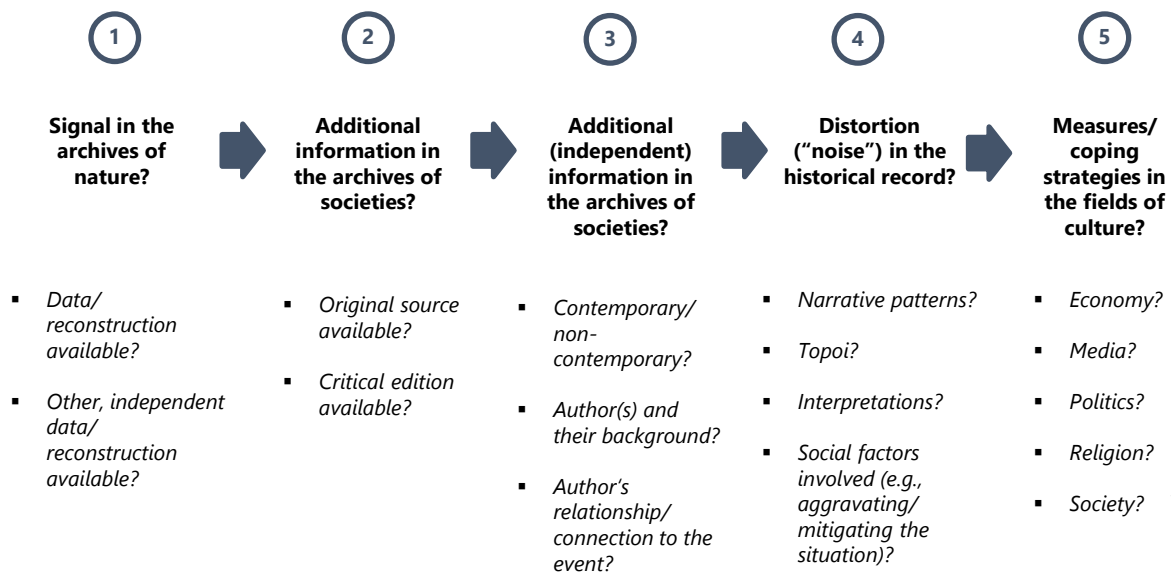 1
Signal in the
archives of
nature?
▪ Data/
reconstruction
available?
▪ Other, independent
data/
reconstruction
available?
2
Additional
information in
the archives of
societies?
▪ Original source
available?
▪ Critical edition
available?
3
Additional
(independent)
information in
the archives of
societies?
▪ Contemporary/
non-
contemporary?
▪ Author(s) and
their background?
▪ Author’s
relationship/
connection to the
event?
4
Distortion
(“noise”) in the
historical record?
▪ Narrative patterns?
▪ Topoi?
▪ Interpretations?
▪ Social factors
involved (e.g.,
aggravating/
mitigating the
situation)?
5
Measures/
coping
strategies in
the fields of
culture?
▪ Economy?
▪ Media?
▪ Politics?
▪ Religion?
▪ Society?